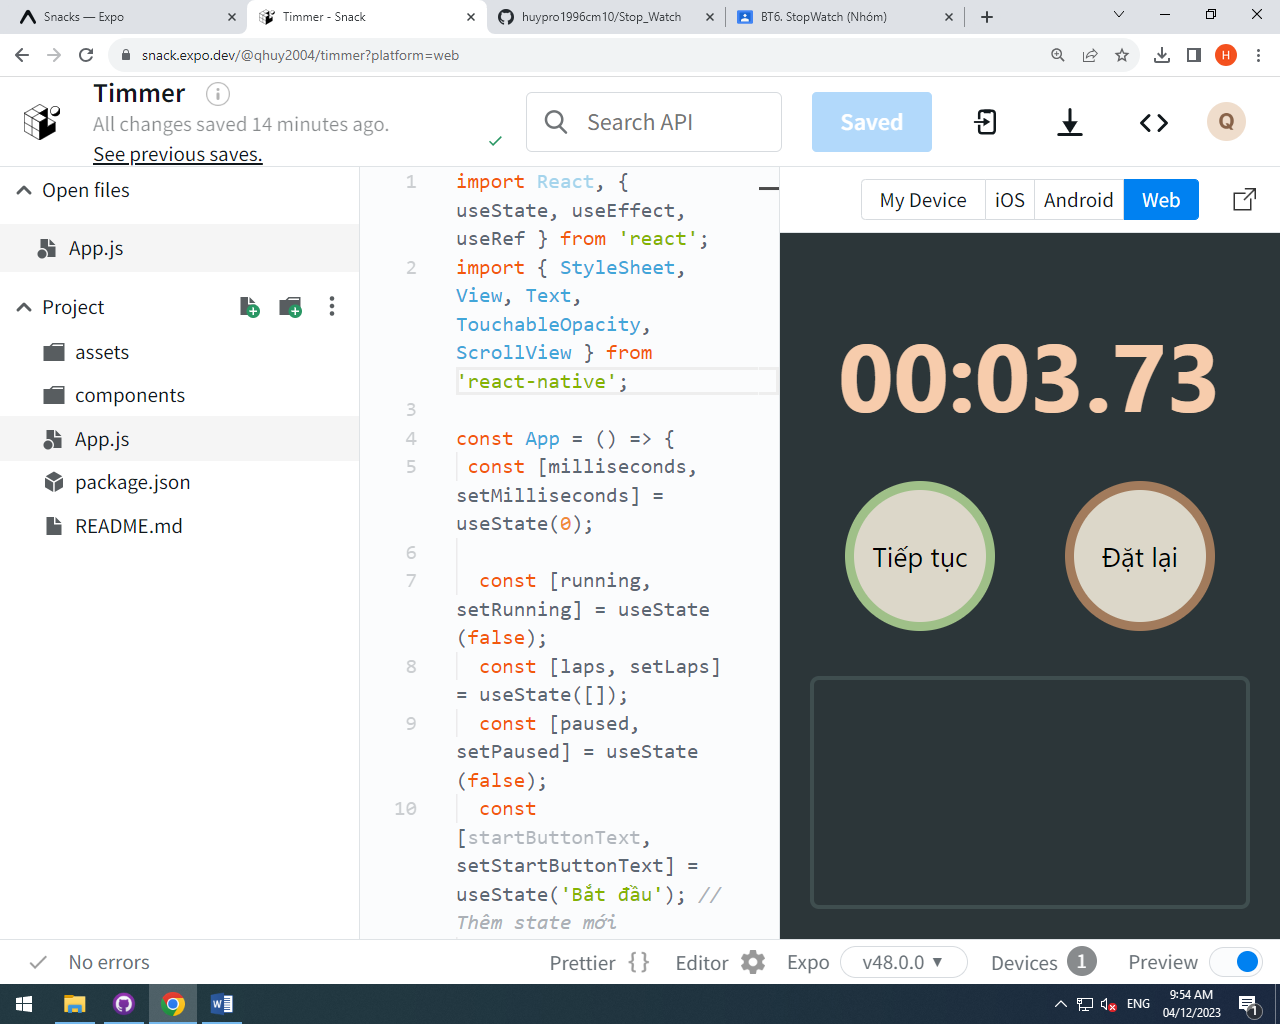 Snacks — Expo
Timmer - Snack
huypro1996cm10/Stop_Watch
BT6. StopWatch (Nhóm)
snack.expo.dev/@qhuy2004/timmer?platform=web
H
Timmer
All changes saved 14 minutes ago.
See previous saves.
Search API
Saved
Q
Open files
App.js
Project
assets
components
App.js
package.json
README.md
1 import React, {
useState, useEffect,
useRef } from 'react';
2 import { StyleSheet,
View, Text,
TouchableOpacity,
ScrollView } from
'react-native';
3
4 const App = () => {
5 const [milliseconds,
setMilliseconds] =
useState(0);
6
7 const [running,
setRunning] = useState
(false);
8 const [laps, setLaps]
= useState([]);
9 const [paused,
setPaused] = useState
(false);
10 const
[startButtonText,
setStartButtonText] =
useState('Bắt đầu'); //
Thêm state mới
My Device iOS Android Web
00:03.73
Tiếp tục
Đặt lại
No errors
Prettier {}
Editor
Expo
v48.0.0 ▼
Devices 1
Preview
ENG
9:54 AM
04/12/2023
1